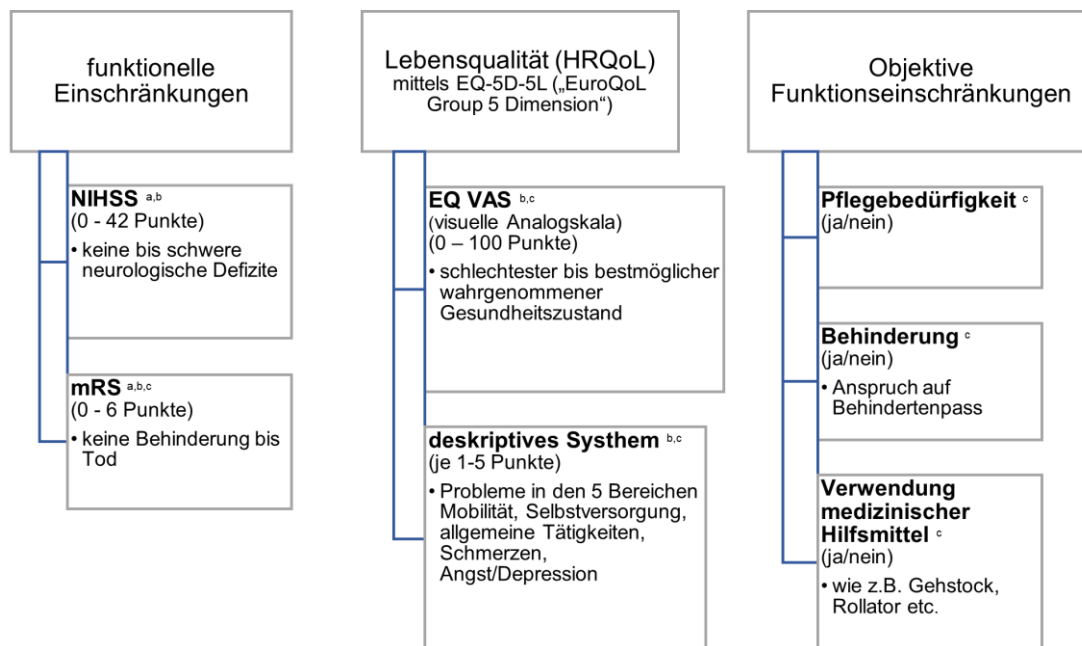 funktionelle
Einschränkungen
NIHSS a,b
(0 - 42 Punkte)
• keine bis schwere
neurologische Defizite
mRS a,b,c
(0 - 6 Punkte)
• keine Behinderung bis
Tod
Lebensqualität (HRQoL)
mittels EQ-5D-5L („EuroQoL
Group 5 Dimension“)
EQ VAS b,c
(visuelle Analogskala)
(0 – 100 Punkte)
• schlechtester bis bestmöglicher
wahrgenommener
Gesundheitszustand
deskriptives Systhem b,c
(je 1-5 Punkte)
• Probleme in den 5 Bereichen
Mobilität, Selbstversorgung,
allgemeine Tätigkeiten,
Schmerzen,
Angst/Depression
Objektive
Funktionseinschränkungen
Pflegebedürfigkeit c
(ja/nein)
Behinderung c
(ja/nein)
• Anspruch auf
Behindertenpass
Verwendung
medizinischer
Hilfsmittel c
(ja/nein)
• wie z.B. Gehstock,
Rollator etc.